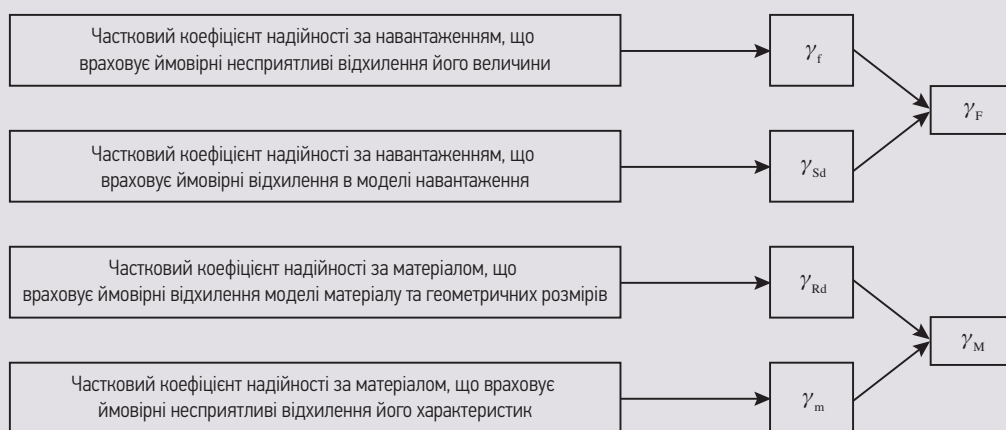 Частковий коефіцієнт надійності за навантаженням, що
враховує ймовірні несприятливі відхилення його величини
γf
γF
Частковий коефіцієнт надійності за навантаженням, що
враховує ймовірні відхилення в моделі навантаження
γSd
Частковий коефіцієнт надійності за матеріалом, що
враховує ймовірні відхилення моделі матеріалу та геометричних розмірів
γRd
γM
Частковий коефіцієнт надійності за матеріалом, що враховує
ймовірні несприятливі відхилення його характеристик
γm